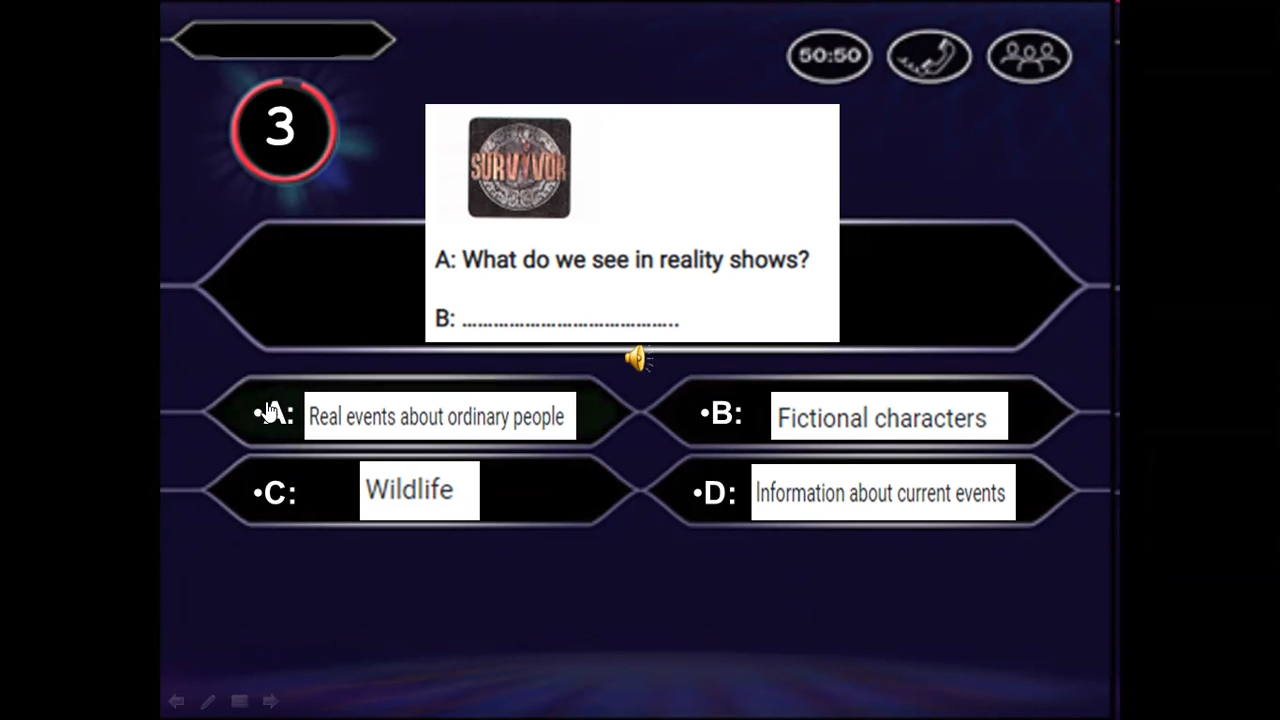 50:50
3
SURVIVOR
A: What do we see in reality shows?
B: ........................................
•A: Real events about ordinary people
•B: Fictional characters
•C: Wildlife
•D: Information about current events